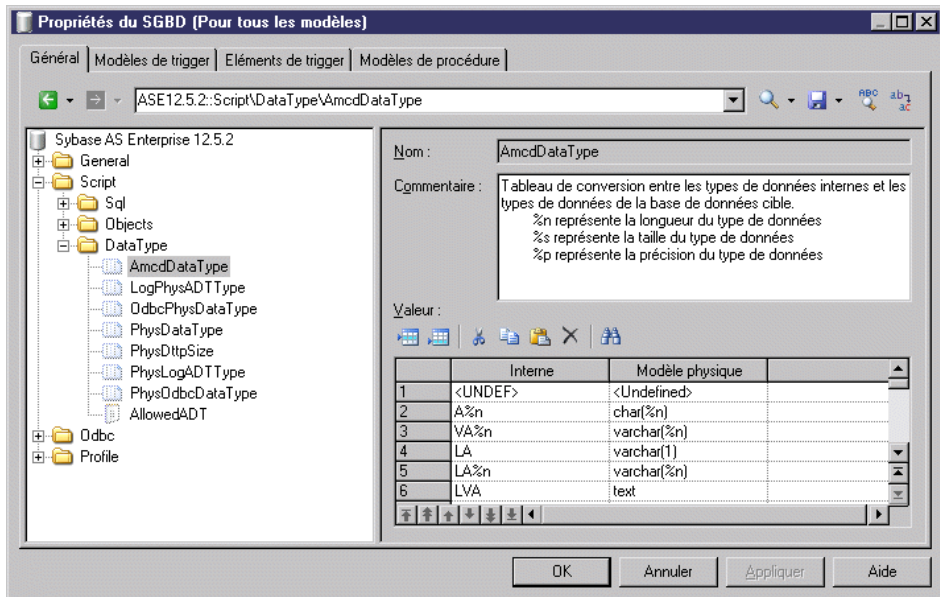 Propriétés du SGBD (Pour tous les modèles)
Général
Modèles de trigger
Eléments de trigger
Modèles de procédure
ASE12.5.2::Script\DataType\AmcdDataType
ABC
ab
ac
Sybase AS Enterprise 12.5.2
General
Script
Sql
Objects
DataType
AmcdDataType
LogPhysADTType
OdbcPhysDataType
PhysDataType
PhysDttpSize
PhysLogADTType
PhysOdbcDataType
AllowedADT
Odbc
Profile
Nom :
AmcdDataType
Commentaire :
Tableau de conversion entre les types de données internes et les
types de données de la base de données cible.
%n représente la longueur du type de données
%s représente la taille du type de données
%p représente la précision du type de données
Valeur :
Interne Modèle physique
1 <UNDEF> <Undefined>
2 A%n char(%n)
3 VA%n varchar(%n)
4 LA varchar(1)
5 LA%n varchar(%n)
6 LVA text
OK
Annuler
Appliquer
Aide